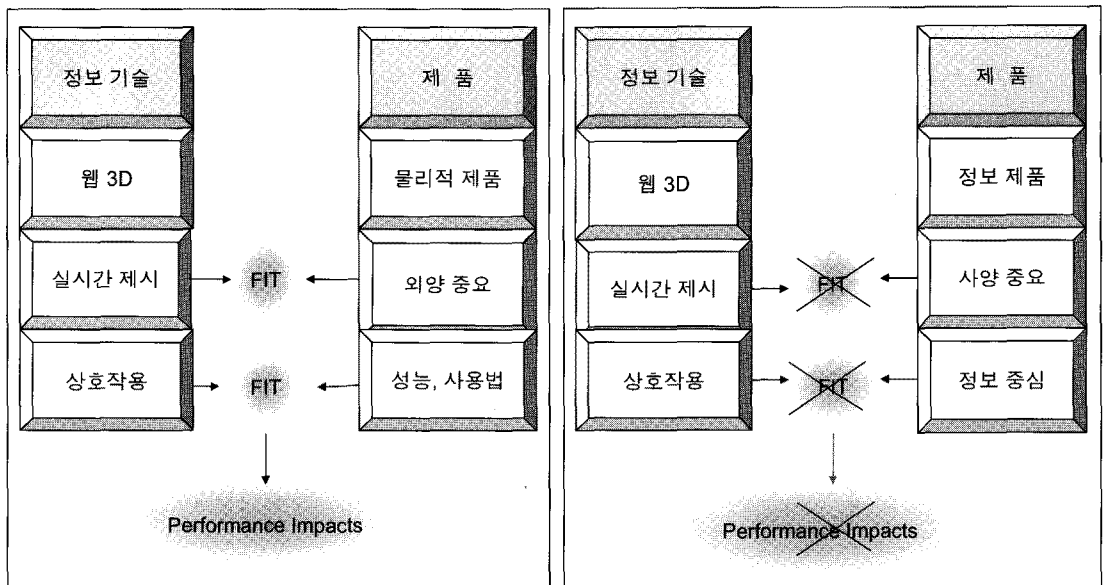 정보 기술
웹 3D
실시간 제시
상호작용
제 품
물리적 제품
외양 중요
성능, 사용법
FIT
FIT
Performance Impacts
정보 기술
웹 3D
실시간 제시
상호작용
제 품
정보 제품
사양 중요
정보 중심
FIT
FIT
Performance Impacts